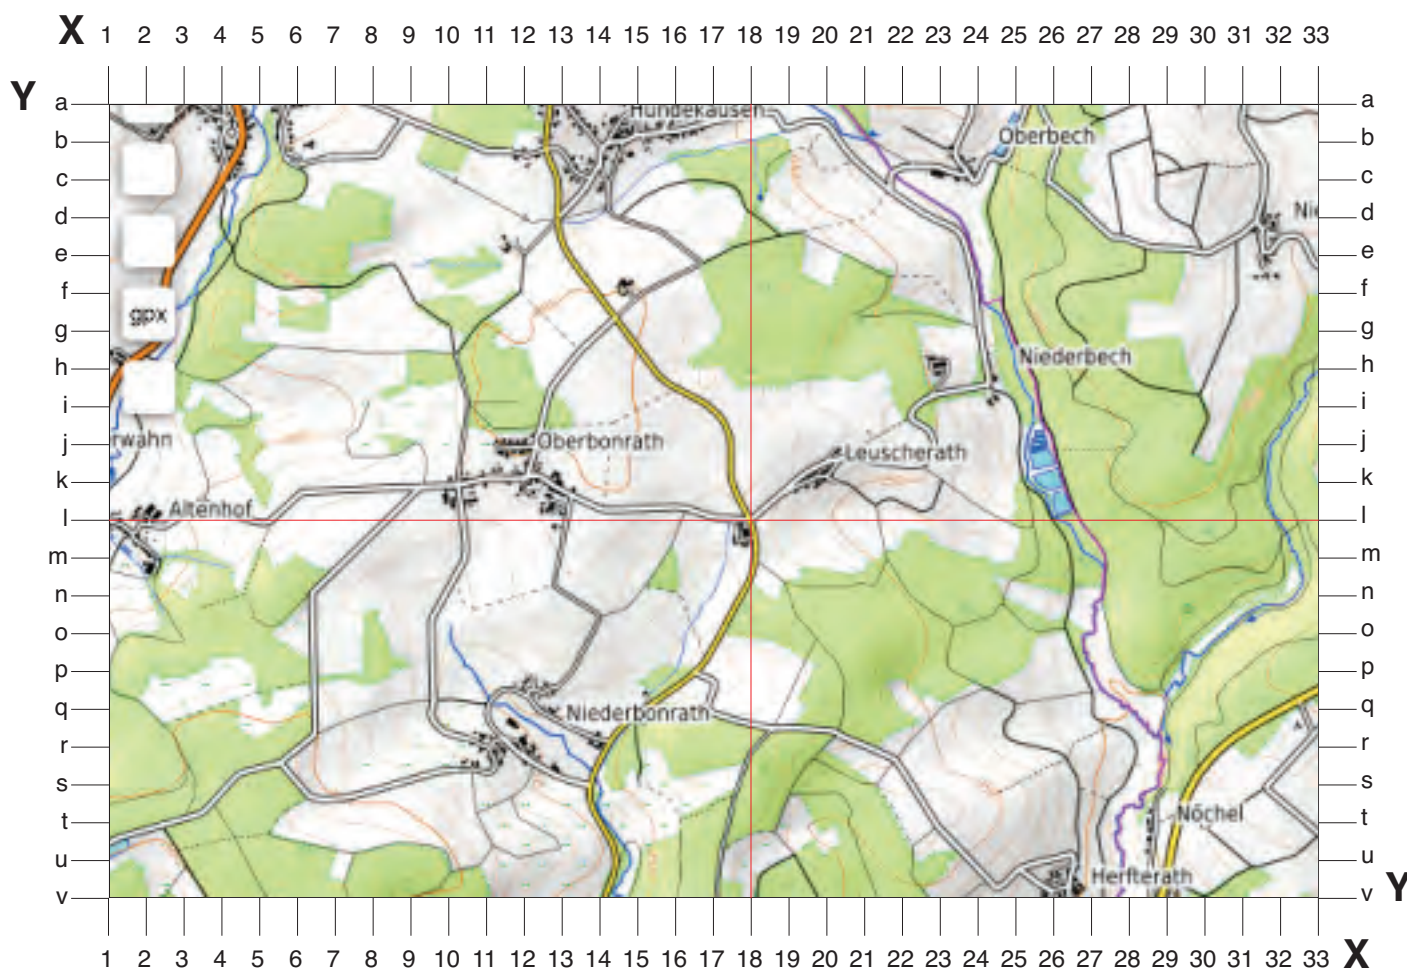 X 1 2 3 4 5 6 7 8 9 10 11 12 13 14 15 16 17 18 19 20 21 22 23 24 25 26 27 28 29 30 31 32 33
Y
a a
Hundekausen
b Oberbech b
c c
d Nie d
e e
f f
gpx
g g
h Niederbech h
i i
j rwahn Oberbonrath Leuscherath j
k k
Altenhof
l l
m m
n n
o o
p p
q Niederbonrath q
r r
s s
t Nöchel t
u u
Herfterath
v v Y
1 2 3 4 5 6 7 8 9 10 11 12 13 14 15 16 17 18 19 20 21 22 23 24 25 26 27 28 29 30 31 32 33 X